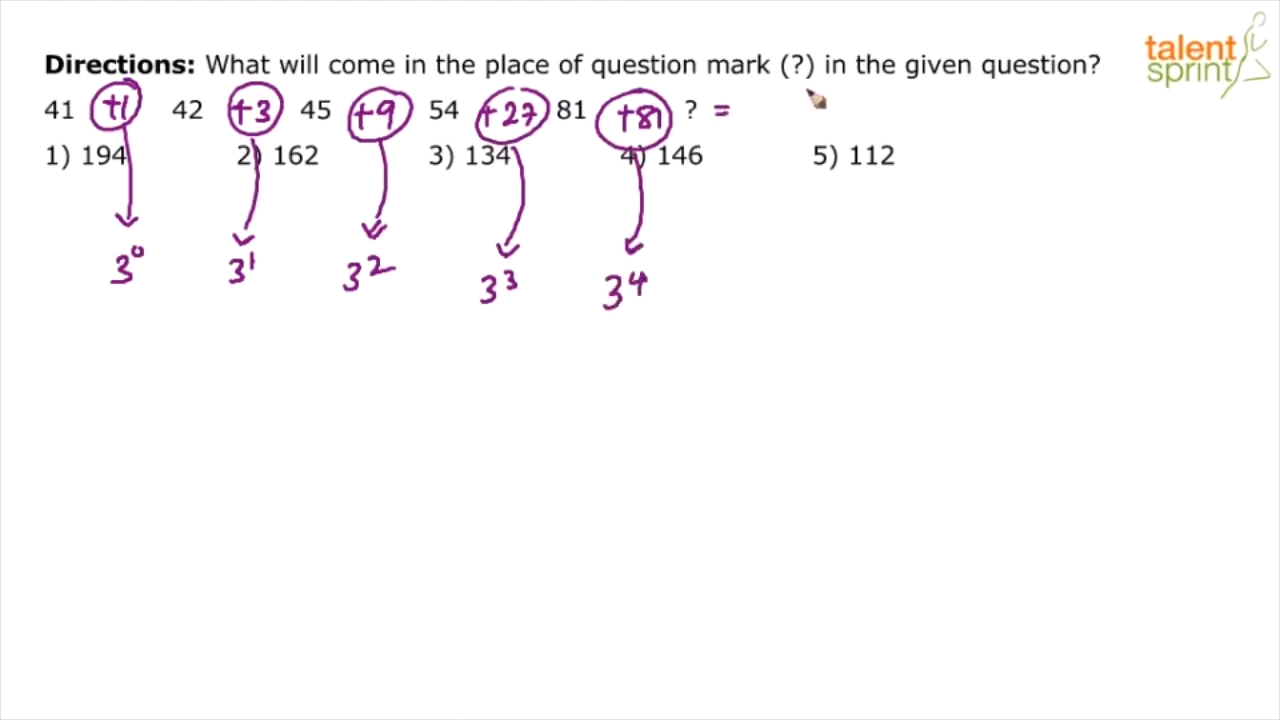 talent
sprint
Directions: What will come in the place of question mark (?) in the given question?
41 +1 42 +3 45 +9 54 +27 81 +81 ? =
1) 194 2) 162 3) 134 4) 146 5) 112
3⁰ 3¹ 3² 3³ 3⁴